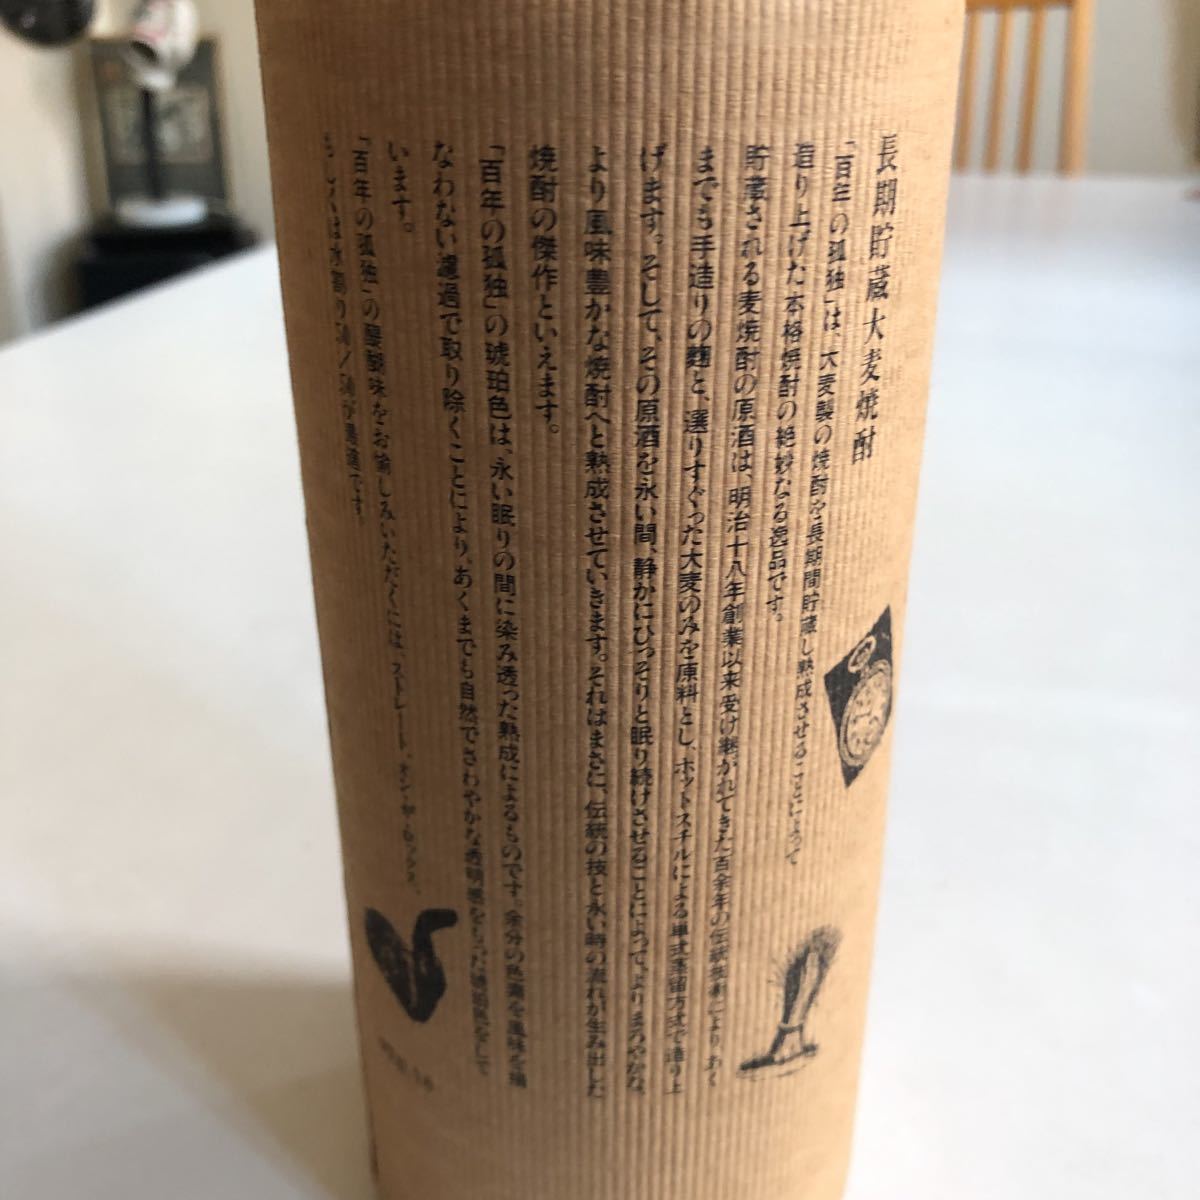 長期貯蔵大麦焼酎
「百年の孤独」は、大麦製の焼酎を長期間貯蔵し熟成させることによって
造り上げた本格焼酎の絶妙なる逸品です。
貯蔵される麦焼酎の原酒は、明治十八年創業以来受け継がれてきた百余年の伝統技術により、あく
までも手造りの麹と、選りすぐった大麦のみを原料とし、ポットスチルによる単式蒸留方式で造り上
げます。そして、その原酒を永い間、静かにひっそりと眠り続けさせることによって、よりまろやかな、
より風味豊かな焼酎へと熟成させていきます。それはまさに、伝統の技と永い時の流れが生み出した
焼酎の傑作といえます。
「百年の孤独」の琥珀色は、永い眠りの間に染み透った熟成によるものです。余分の色素を風味を損
なわない濾過で取り除くことにより、あくまでも自然でさわやかな透明感をもった琥珀色をして
います。
「百年の孤独」の醍醐味をお愉しみいただくには、ストレート、オン・ザ・ロックス、
もしくは水割り50/50が最適です。